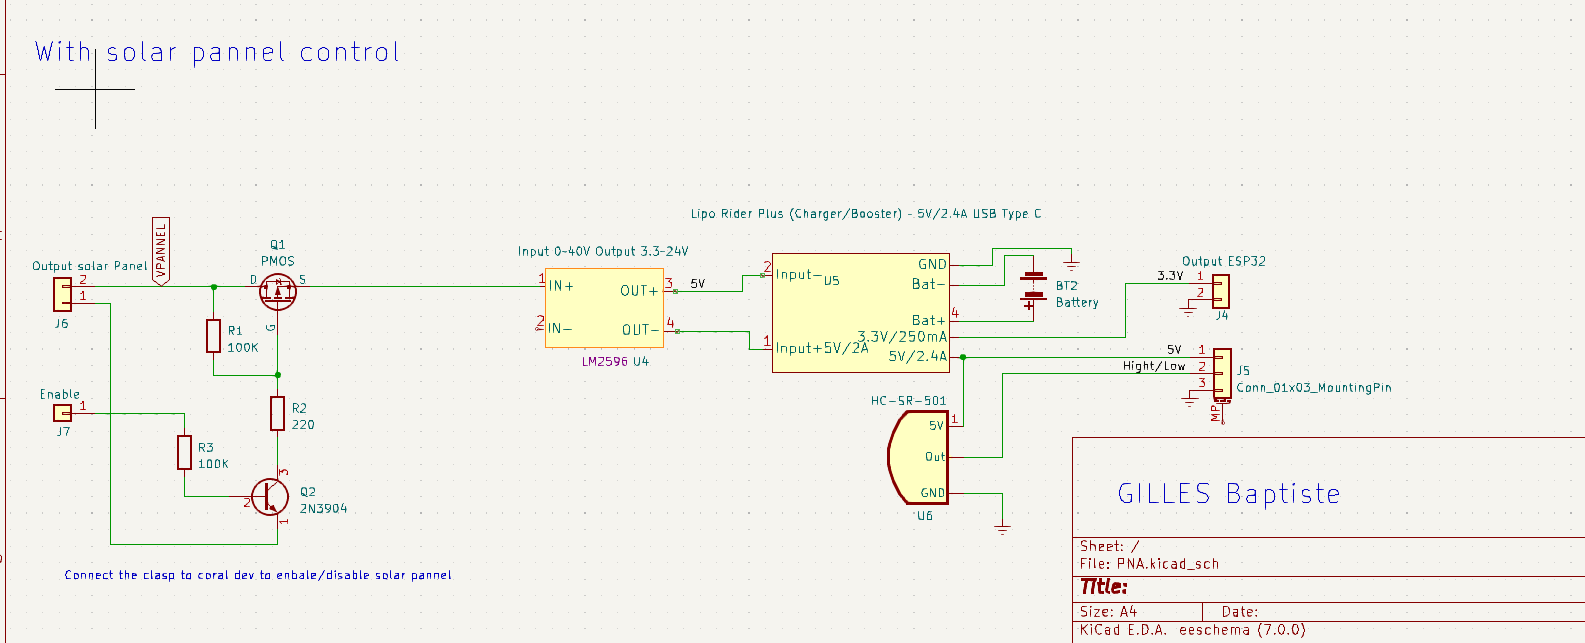 With solar pannel control
Lipo Rider Plus (Charger/Booster) - 5V/2.4A USB Type C
VPANNEL
Q1
PMOS
D
S
G
Output solar Panel
2
1
J6
R1
100K
Enable
1
J7
R2
220
R3
100K
Q2
2N3904
3
2
1
Connect the clasp to coral dev to enbale/disable solar pannel
Input 0-40V Output 3.3-24V
1
IN+
2
IN-
OUT+
3
OUT-
4
LM2596 U4
5V
2
Input-
U5
1
Input+5V/2A
GND
Bat-
Bat+
4
3.3V/250mA
5V/2.4A
BT2
Battery
Output ESP32
3.3V
1
2
J4
5V
1
Hight/Low
2
3
J5
Conn_01x03_MountingPin
MP
HC-SR-501
5V
1
Out
GND
U6
GILLES Baptiste
Sheet: /
File: PNA.kicad_sch
Title:
Size: A4
Date:
KiCad E.D.A. eeschema (7.0.0)